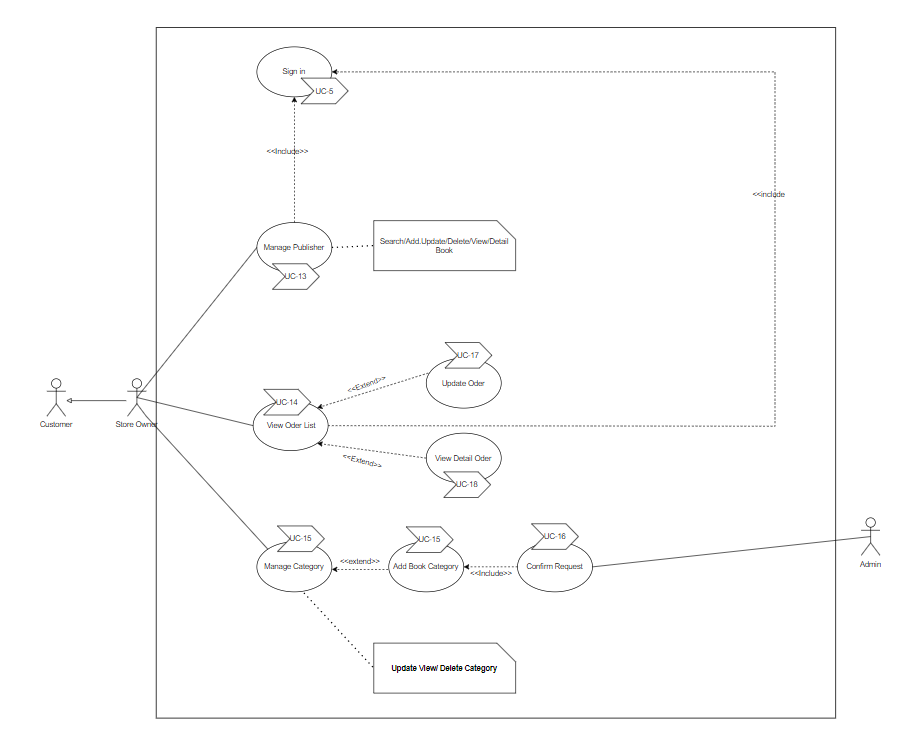 Sign in
UC-5
<<Include>>
<<include
Manage Publisher
UC-13
Search/Add.Update/Delete/View/Detail
Book
UC-17
Update Oder
<<Extend>>
UC-14
View Oder List
Customer
Store Owner
View Detail Oder
UC-18
<<Extend>>
UC-15
Manage Category
<<extend>>
UC-15
Add Book Category
<<Include>>
UC-16
Confirm Request
Admin
Update View/ Delete Category